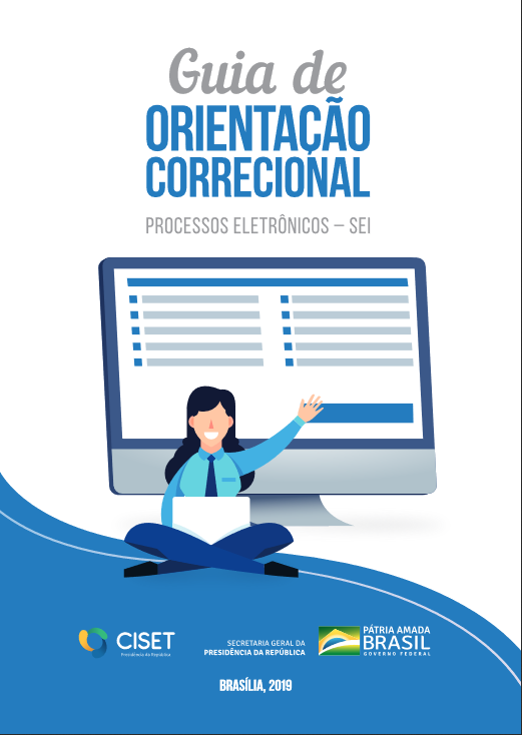 Guia de
ORIENTAÇÃO
CORRECIONAL
PROCESSOS ELETRÔNICOS – SEI
CISET
Presidência da República
SECRETARIA GERAL DA
PRESIDÊNCIA DA REPÚBLICA
PÁTRIA AMADA
BRASIL
GOVERNO FEDERAL
BRASÍLIA, 2019